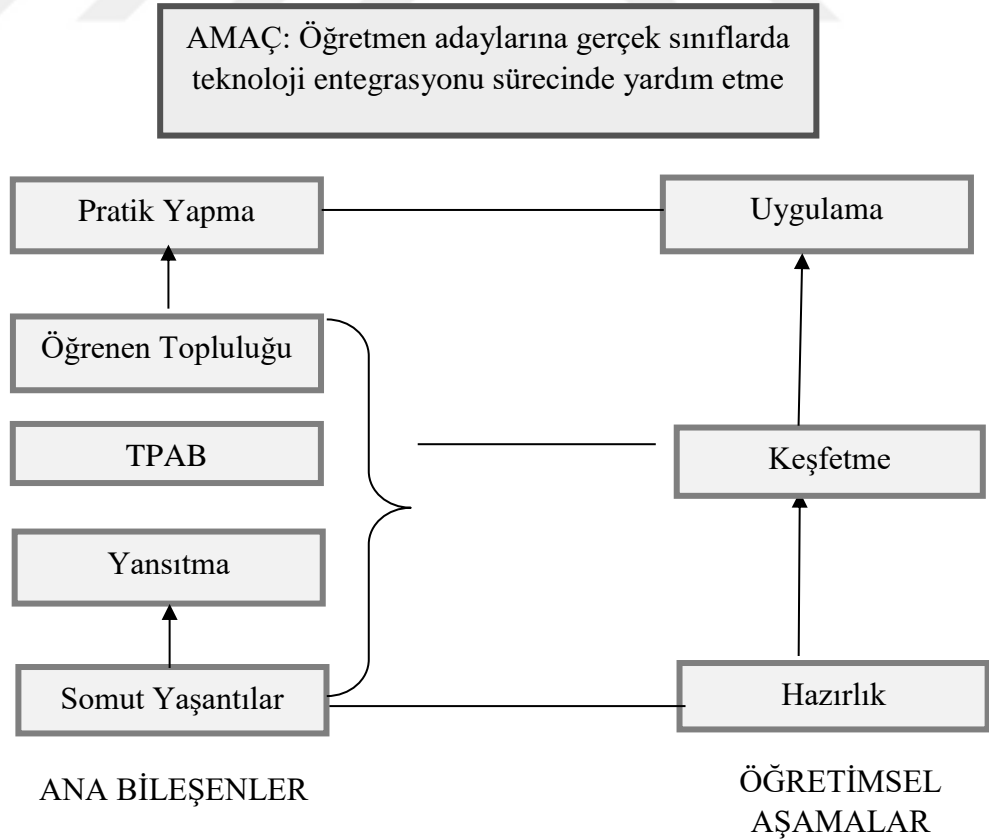 AMAÇ: Öğretmen adaylarına gerçek sınıflarda
teknoloji entegrasyonu sürecinde yardım etme
Pratik Yapma
Uygulama
Öğrenen Topluluğu
TPAB
Keşfetme
Yansıtma
Somut Yaşantılar
Hazırlık
ANA BİLEŞENLER
ÖĞRETİMSEL
AŞAMALAR